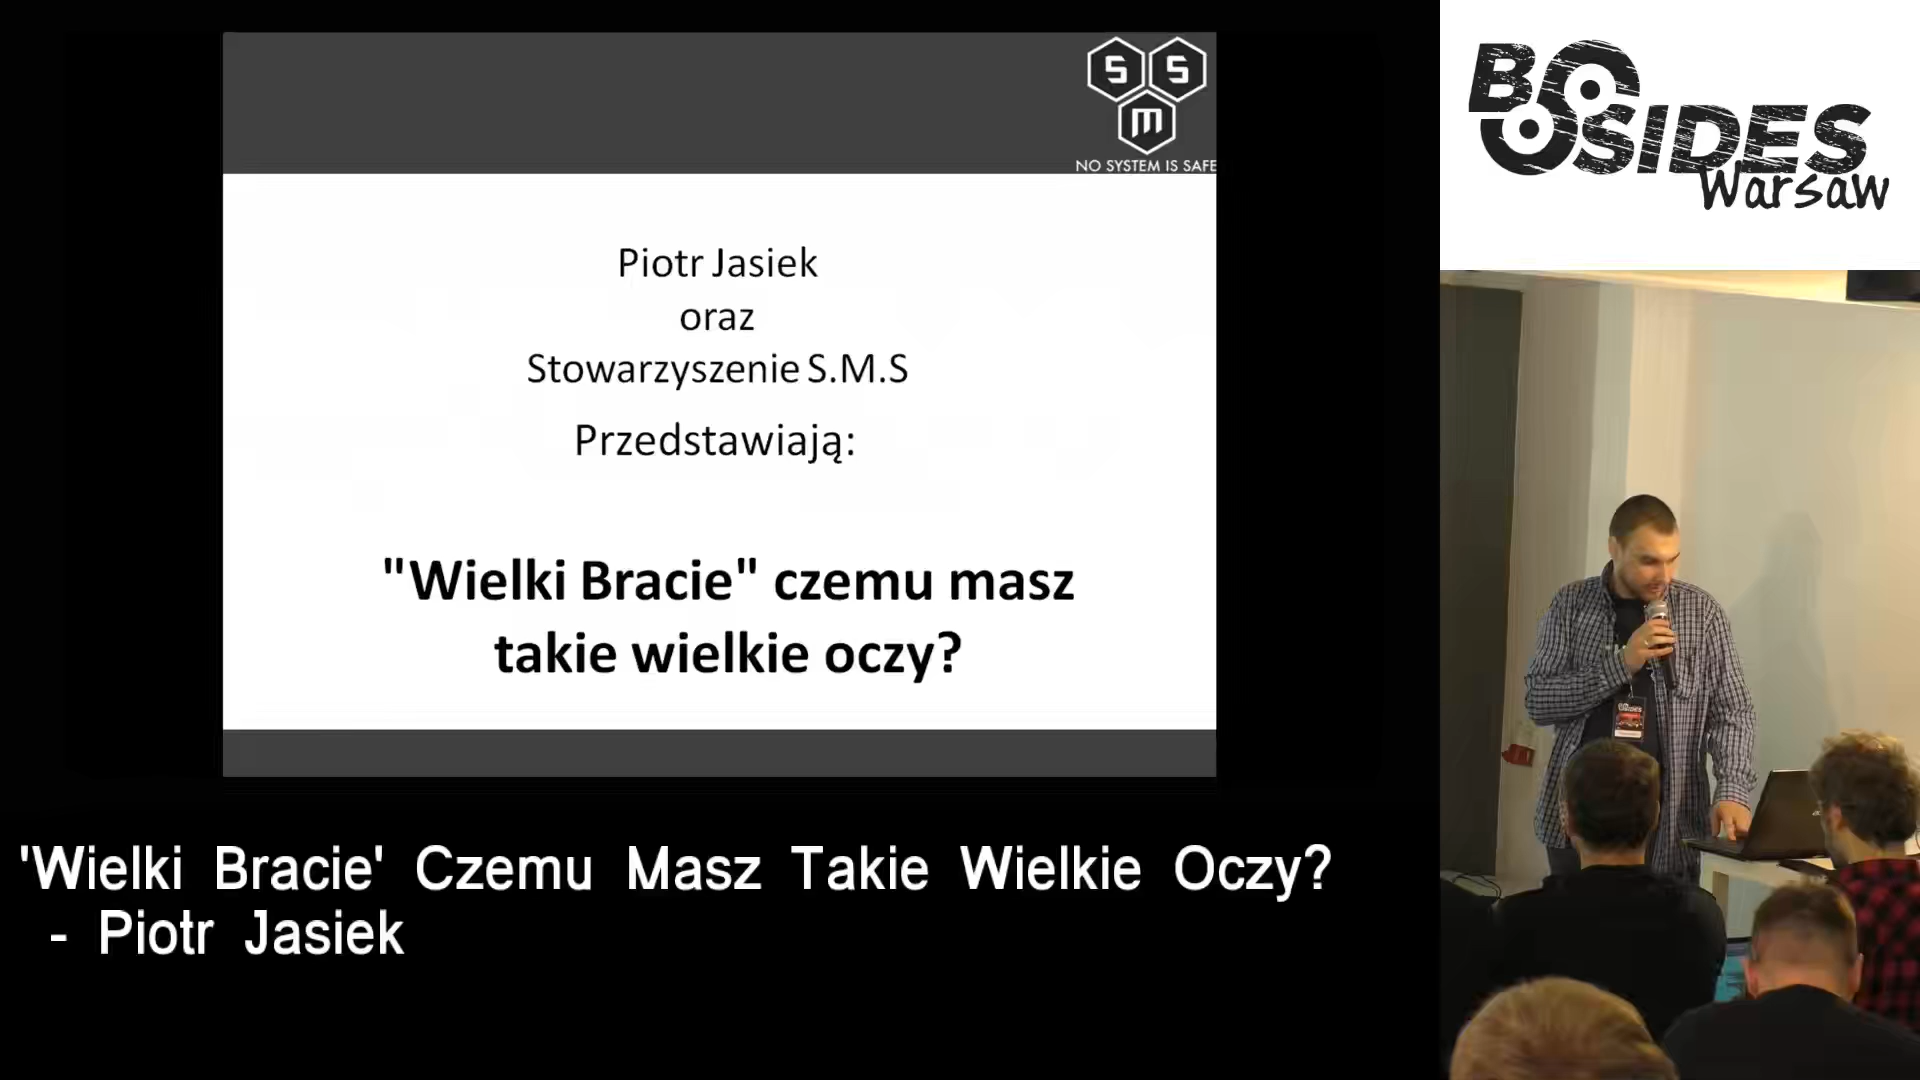 S S
M
NO SYSTEM IS SAFE
Piotr Jasiek
oraz
Stowarzyszenie S.M.S
Przedstawiają:
"Wielki Bracie" czemu masz
takie wielkie oczy?
'Wielki Bracie' Czemu Masz Takie Wielkie Oczy?
- Piotr Jasiek
BSIDES
Warsaw
BSIDES